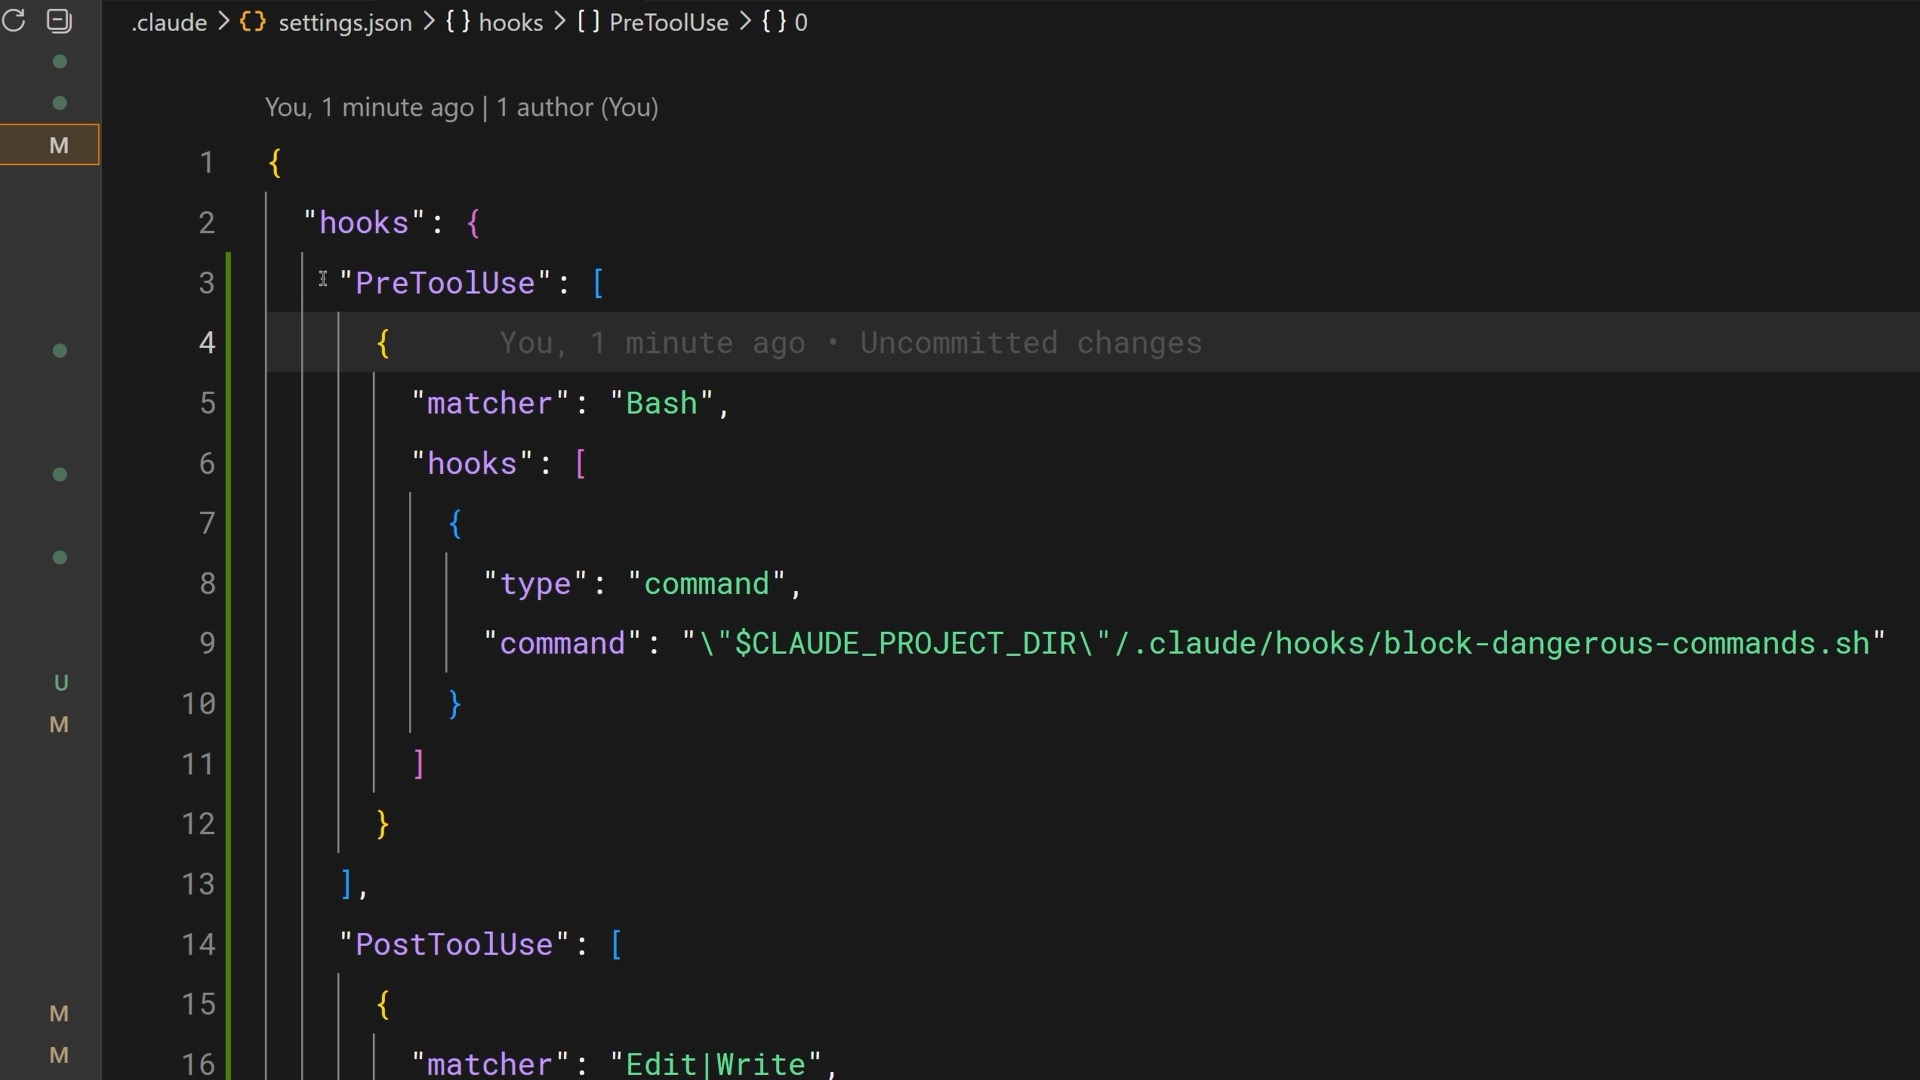 .claude > {} settings.json > {} hooks > [] PreToolUse > {} 0
You, 1 minute ago | 1 author (You)
M
1 {
2 "hooks": {
3 "PreToolUse": [
4 { You, 1 minute ago • Uncommitted changes
5 "matcher": "Bash",
6 "hooks": [
7 {
8 "type": "command",
9 "command": "\"$CLAUDE_PROJECT_DIR\"/.claude/hooks/block-dangerous-commands.sh"
U
10 }
M
11 ]
12 }
13 ],
14 "PostToolUse": [
15 {
M
16 "matcher": "Edit|Write",
M